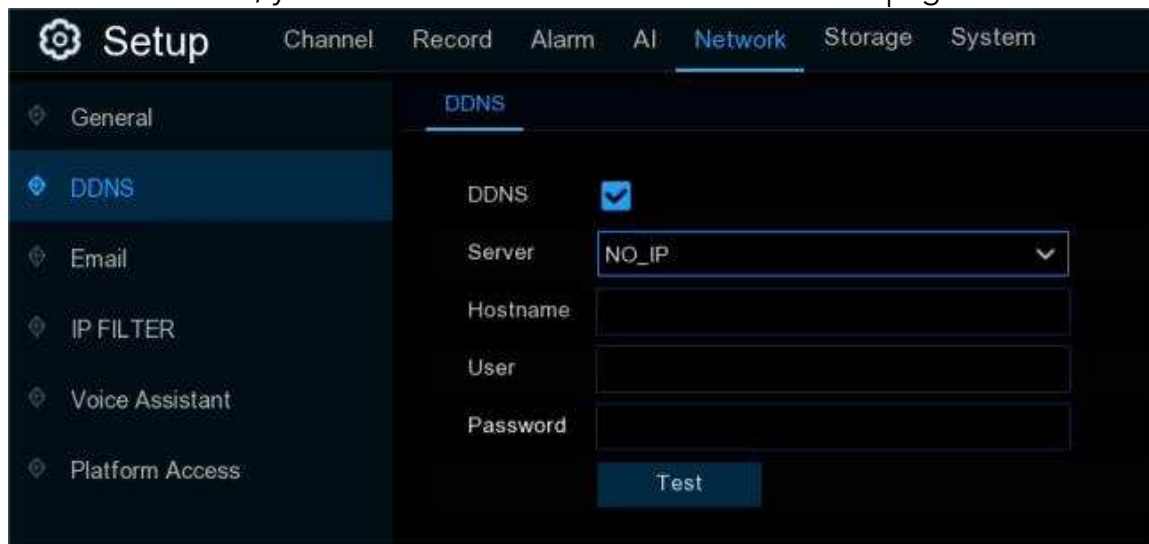 Setup Channel Record Alarm AI Network Storage System
General
DDNS
Email
IP FILTER
Voice Assistant
Platform Access
DDNS
DDNS
Server NO_IP
Hostname
User
Password
Test